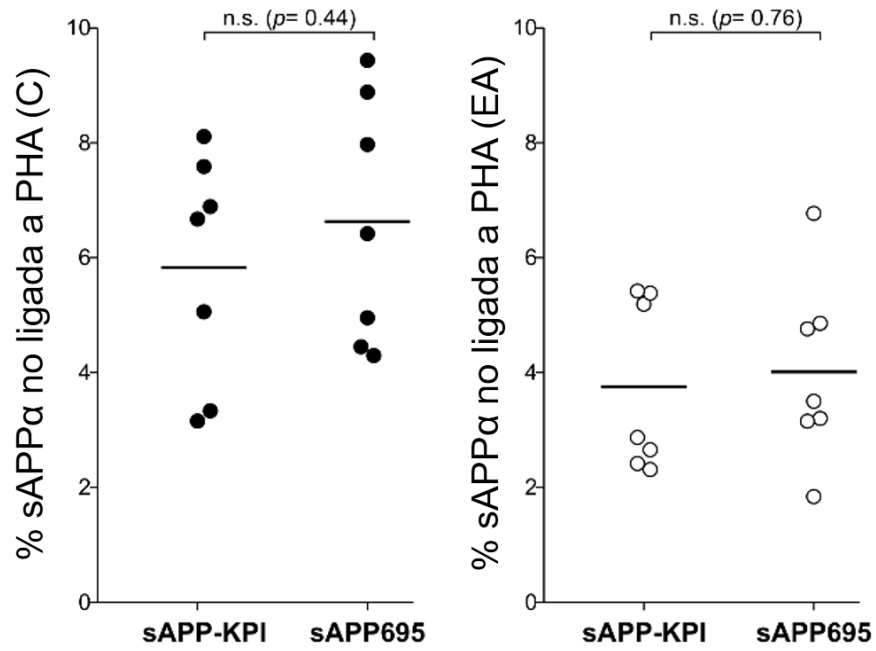 % sAPPα no ligada a PHA (C)
n.s. (p= 0.44)
10
8
6
4
2
0
sAPP-KPI sAPP695
% sAPPα no ligada a PHA (EA)
n.s. (p= 0.76)
10
8
6
4
2
0
sAPP-KPI sAPP695